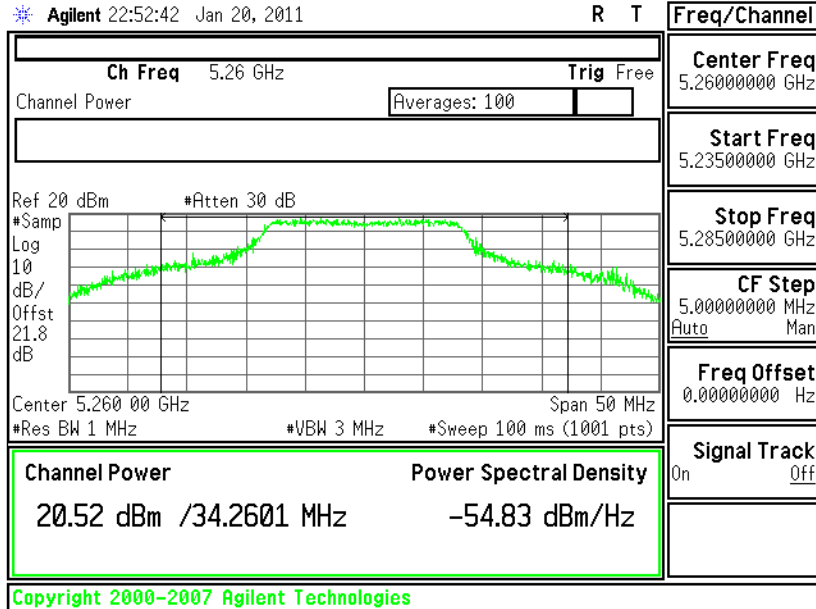 Agilent 22:52:42 Jan 20, 2011 R T
Ch Freq 5.26 GHz Trig Free
Channel Power Averages: 100
Ref 20 dBm #Atten 30 dB
#Samp
Log
10
dB/
Offst
21.8
dB
Center 5.260 00 GHz Span 50 MHz
#Res BW 1 MHz #VBW 3 MHz #Sweep 100 ms (1001 pts)
Channel Power Power Spectral Density
20.52 dBm /34.2601 MHz -54.83 dBm/Hz
Copyright 2000-2007 Agilent Technologies
Freq/Channel
Center Freq
5.26000000 GHz
Start Freq
5.23500000 GHz
Stop Freq
5.28500000 GHz
CF Step
5.00000000 MHz
Auto Man
Freq Offset
0.00000000 Hz
Signal Track
On Off